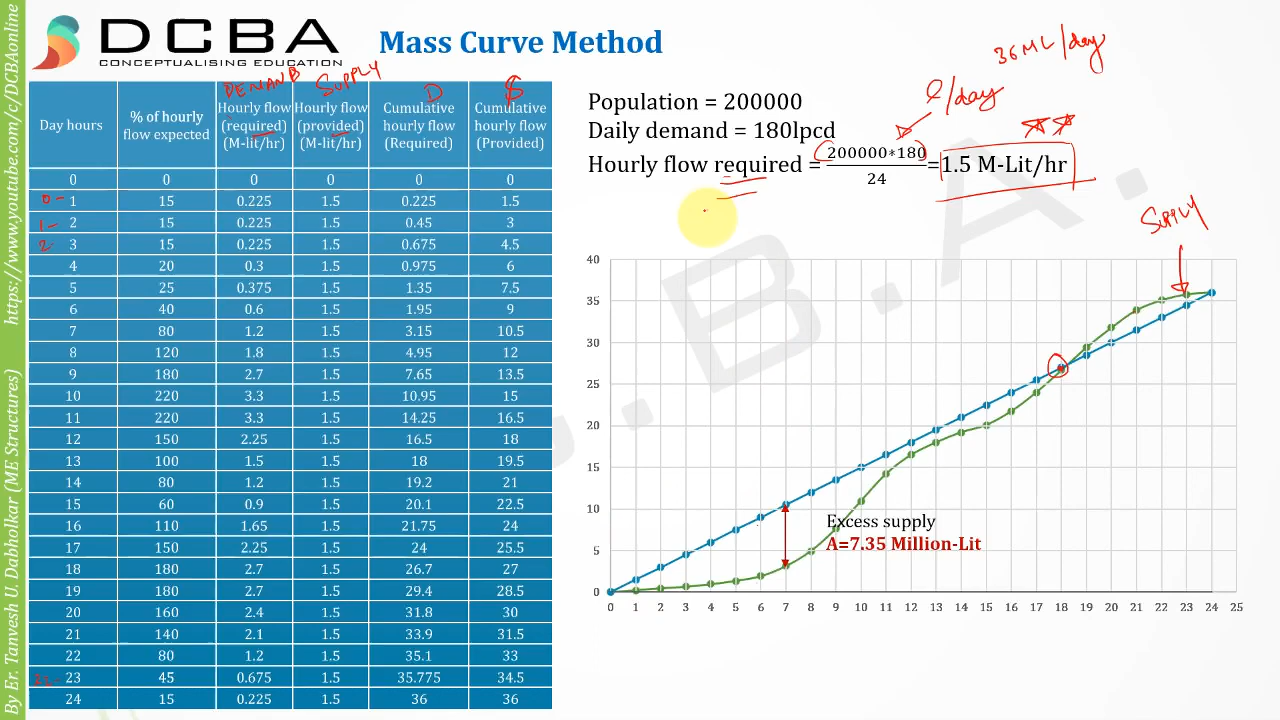 DCBA
CONCEPTUALISING EDUCATION
Mass Curve Method
36 ML/day
By Er. Tanvesh U. Dabholkar (ME Structures) https://www.youtube.com/c/DCBAonline
DEMAND SUPPLY D S
Day hours | % of hourly flow expected | Hourly flow (required) (M-lit/hr) | Hourly flow (provided) (M-lit/hr) | Cumulative hourly flow (Required) | Cumulative hourly flow (Provided)
0 0 0 0 0 0
0- 1 15 0.225 1.5 0.225 1.5
1- 2 15 0.225 1.5 0.45 3
2- 3 15 0.225 1.5 0.675 4.5
4 20 0.3 1.5 0.975 6
5 25 0.375 1.5 1.35 7.5
6 40 0.6 1.5 1.95 9
7 80 1.2 1.5 3.15 10.5
8 120 1.8 1.5 4.95 12
9 180 2.7 1.5 7.65 13.5
10 220 3.3 1.5 10.95 15
11 220 3.3 1.5 14.25 16.5
12 150 2.25 1.5 16.5 18
13 100 1.5 1.5 18 19.5
14 80 1.2 1.5 19.2 21
15 60 0.9 1.5 20.1 22.5
16 110 1.65 1.5 21.75 24
17 150 2.25 1.5 24 25.5
18 180 2.7 1.5 26.7 27
19 180 2.7 1.5 29.4 28.5
20 160 2.4 1.5 31.8 30
21 140 2.1 1.5 33.9 31.5
22 80 1.2 1.5 35.1 33
23 45 0.675 1.5 35.775 34.5
24 15 0.225 1.5 36 36
Population = 200000
l/day
Daily demand = 180lpcd
Hourly flow required = 200000*180/24 =1.5 M-Lit/hr
SUPPLY
40
35
30
25
20
15
10
5
0
Excess supply
A=7.35 Million-Lit
0 1 2 3 4 5 6 7 8 9 10 11 12 13 14 15 16 17 18 19 20 21 22 23 24 25
.B.A.